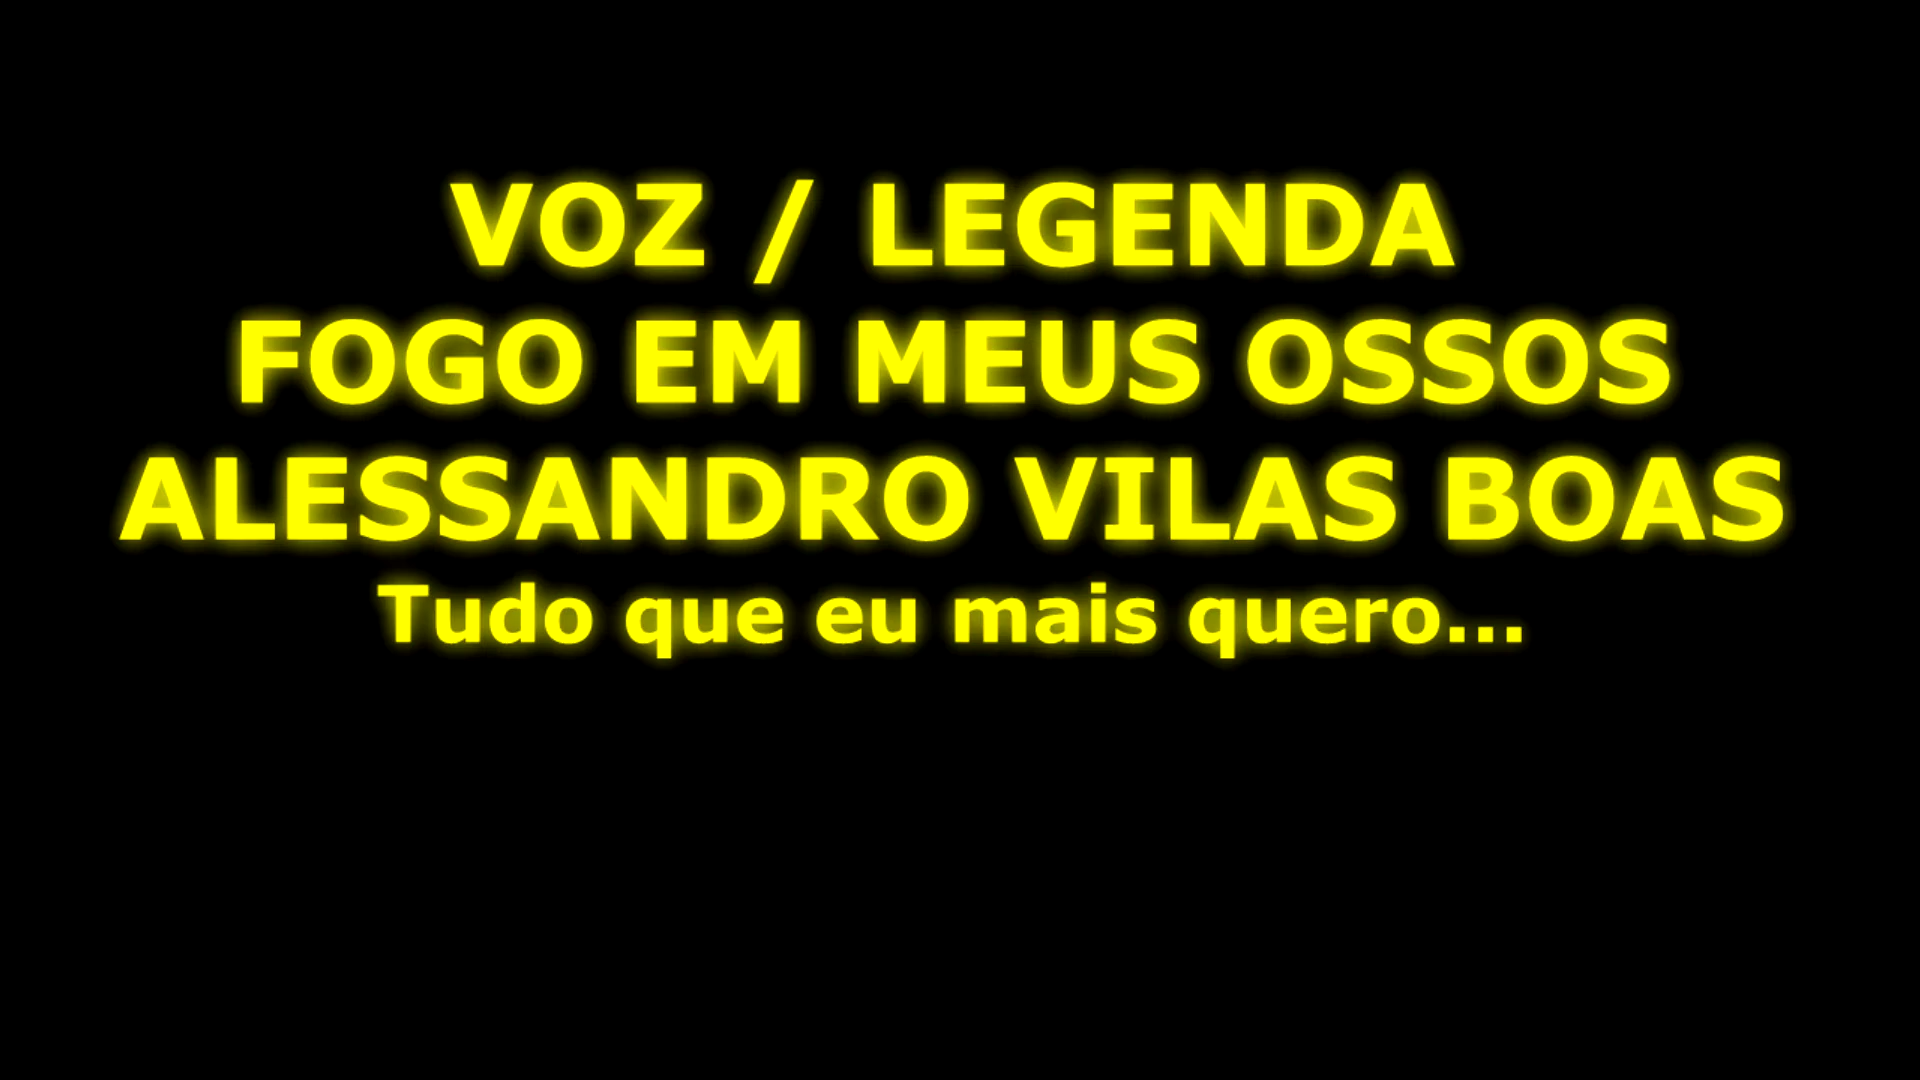 VOZ / LEGENDA
FOGO EM MEUS OSSOS
ALESSANDRO VILAS BOAS
Tudo que eu mais quero...